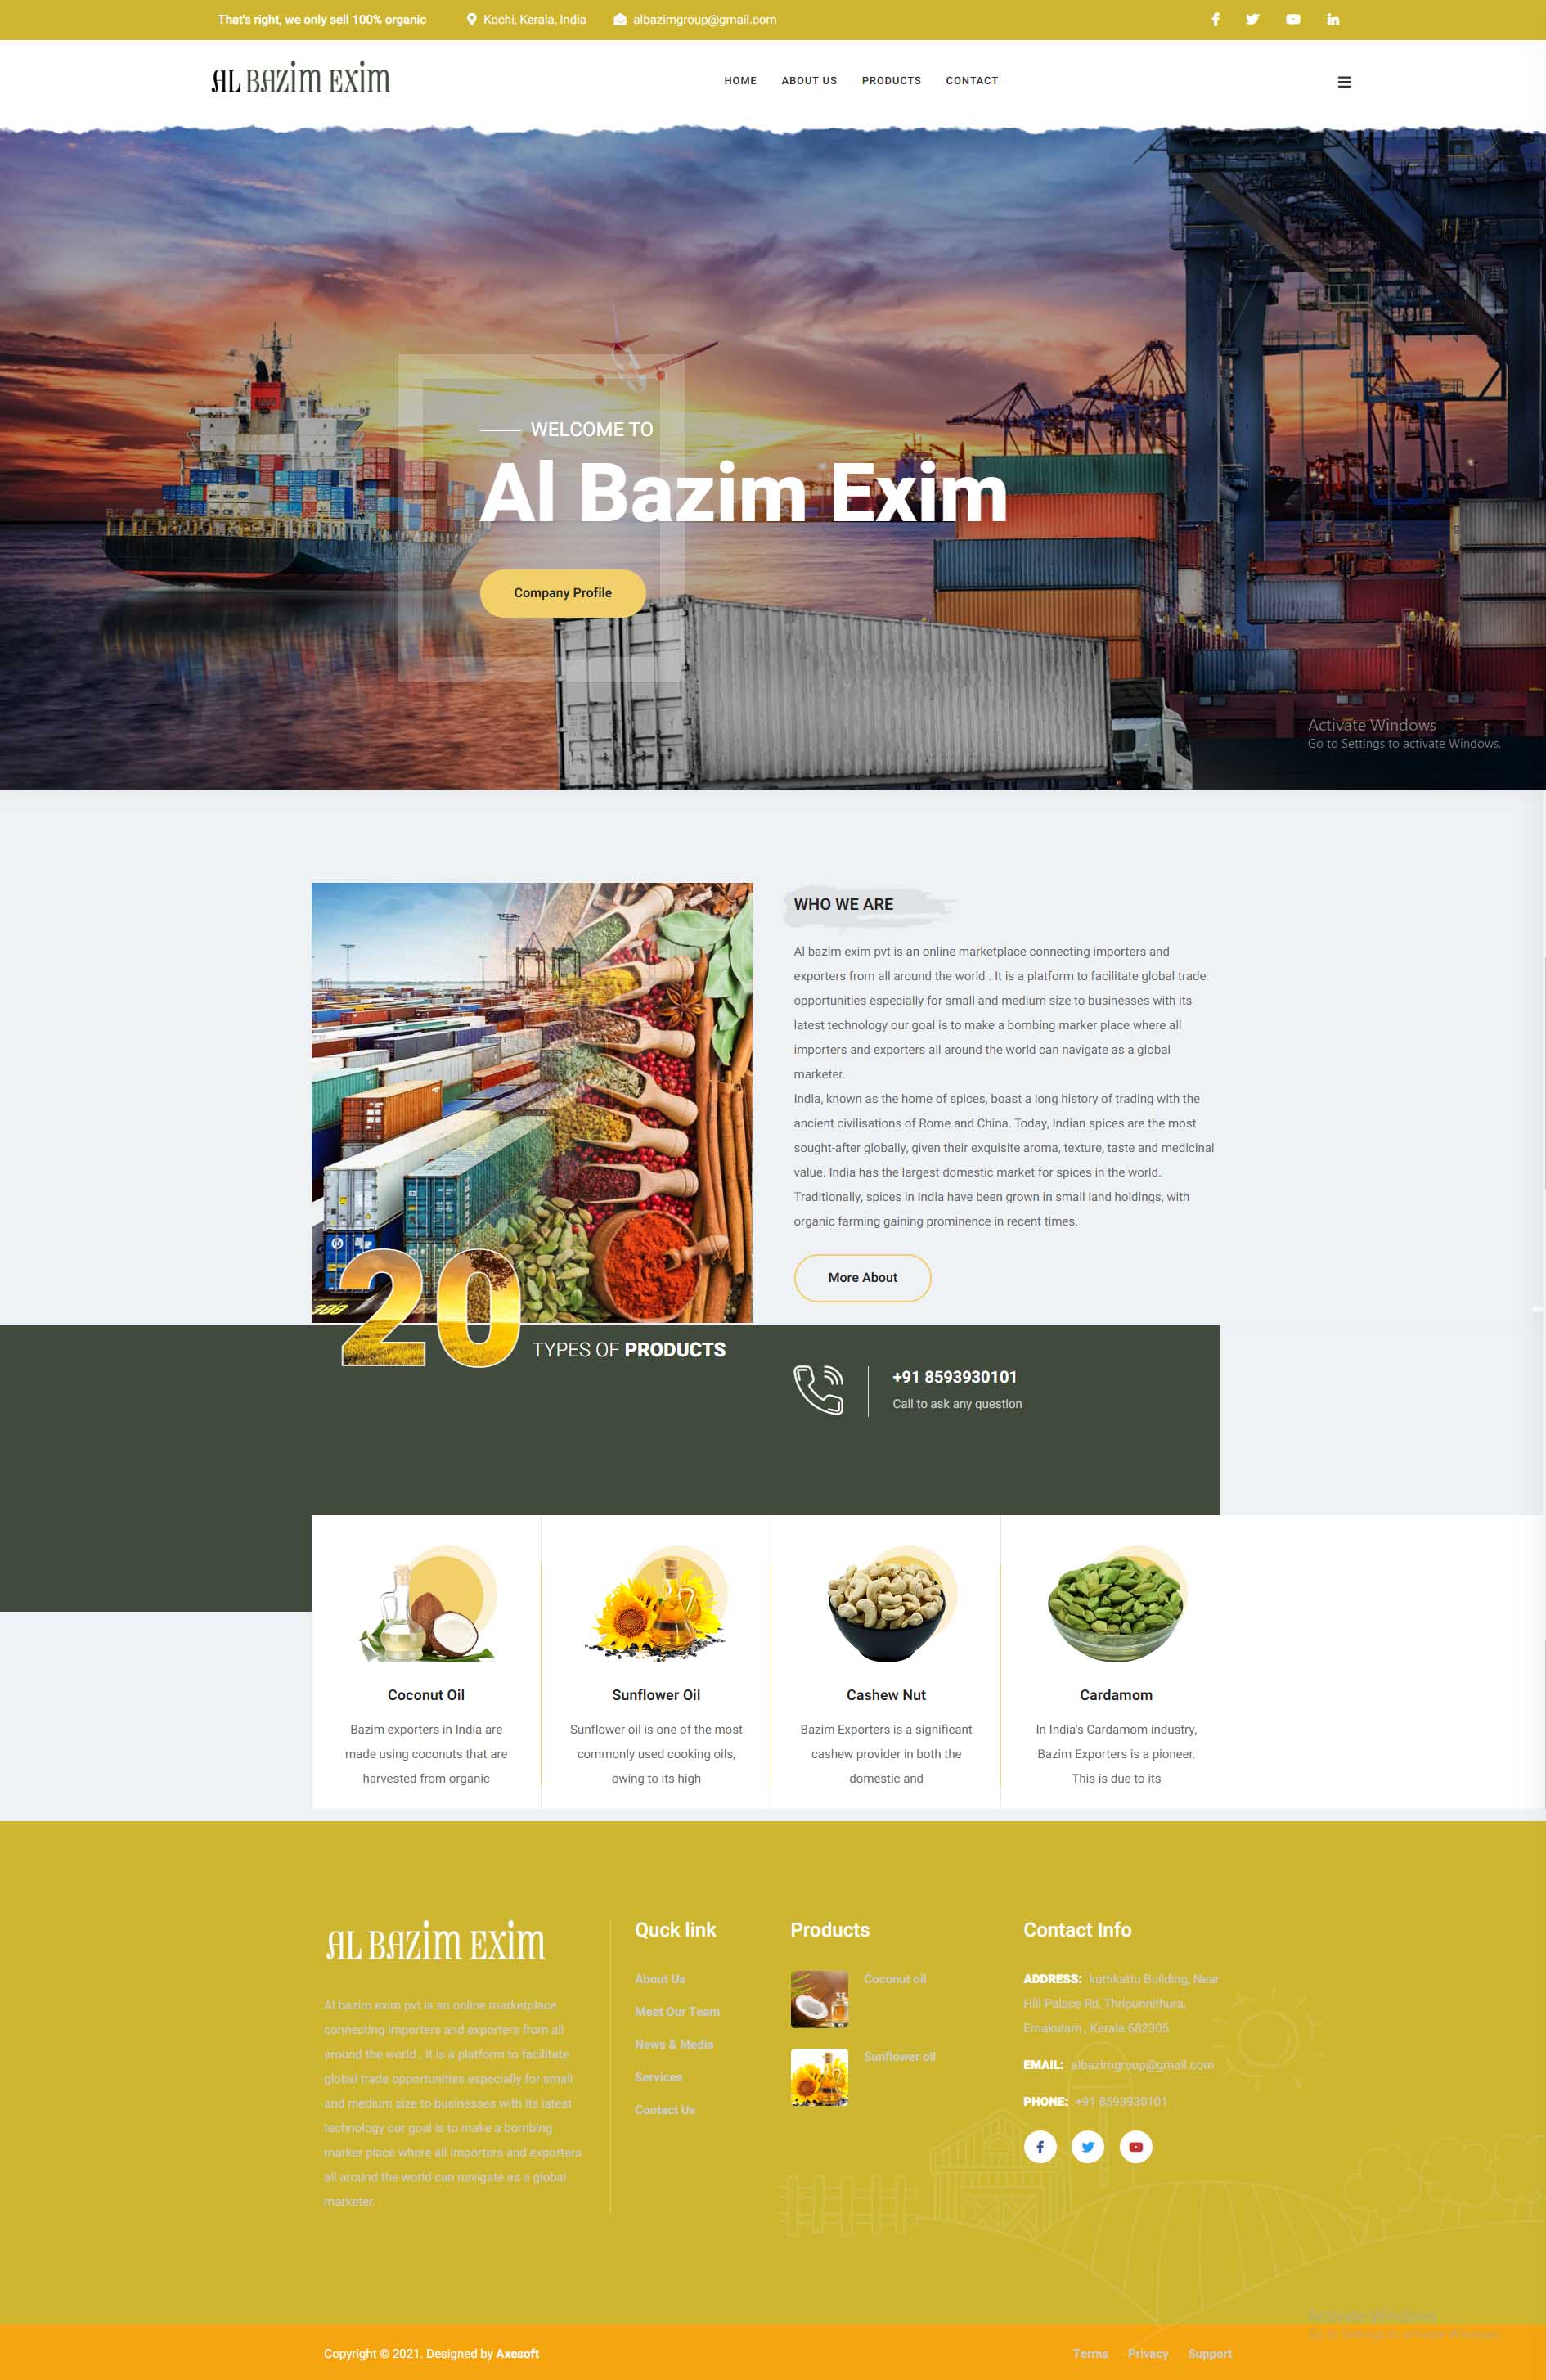 That's right, we only sell 100% organic
Kochi, Kerala, India
albazimgroup@gmail.com
AL BAZIM EXIM
HOME
ABOUT US
PRODUCTS
CONTACT
WELCOME TO
Al Bazim Exim
Company Profile
Activate Windows
Go to Settings to activate Windows.
WHO WE ARE
Al bazim exim pvt is an online marketplace connecting importers and
exporters from all around the world . It is a platform to facilitate global trade
opportunities especially for small and medium size to businesses with its
latest technology our goal is to make a bombing marker place where all
importers and exporters all around the world can navigate as a global
marketer.
India, known as the home of spices, boast a long history of trading with the
ancient civilisations of Rome and China. Today, Indian spices are the most
sought-after globally, given their exquisite aroma, texture, taste and medicinal
value. India has the largest domestic market for spices in the world.
Traditionally, spices in India have been grown in small land holdings, with
organic farming gaining prominence in recent times.
More About
20
TYPES OF PRODUCTS
+91 8593930101
Call to ask any question
Coconut Oil
Bazim exporters in India are
made using coconuts that are
harvested from organic
Sunflower Oil
Sunflower oil is one of the most
commonly used cooking oils,
owing to its high
Cashew Nut
Bazim Exporters is a significant
cashew provider in both the
domestic and
Cardamom
In India's Cardamom industry,
Bazim Exporters is a pioneer.
This is due to its
AL BAZIM EXIM
Al bazim exim pvt is an online marketplace
connecting importers and exporters from all
around the world . It is a platform to facilitate
global trade opportunities especially for small
and medium size to businesses with its latest
technology our goal is to make a bombing
marker place where all importers and exporters
all around the world can navigate as a global
marketer.
Quck link
About Us
Meet Our Team
News & Media
Services
Contact Us
Products
Coconut oil
Sunflower oil
Contact Info
ADDRESS: kuttikattu Building, Near
Hill Palace Rd, Thripunnithura,
Ernakulam , Kerala 682305
EMAIL: albazimgroup@gmail.com
PHONE: +91 8593930101
Activate Windows
Copyright © 2021. Designed by Axesoft
Terms
Privacy
Support